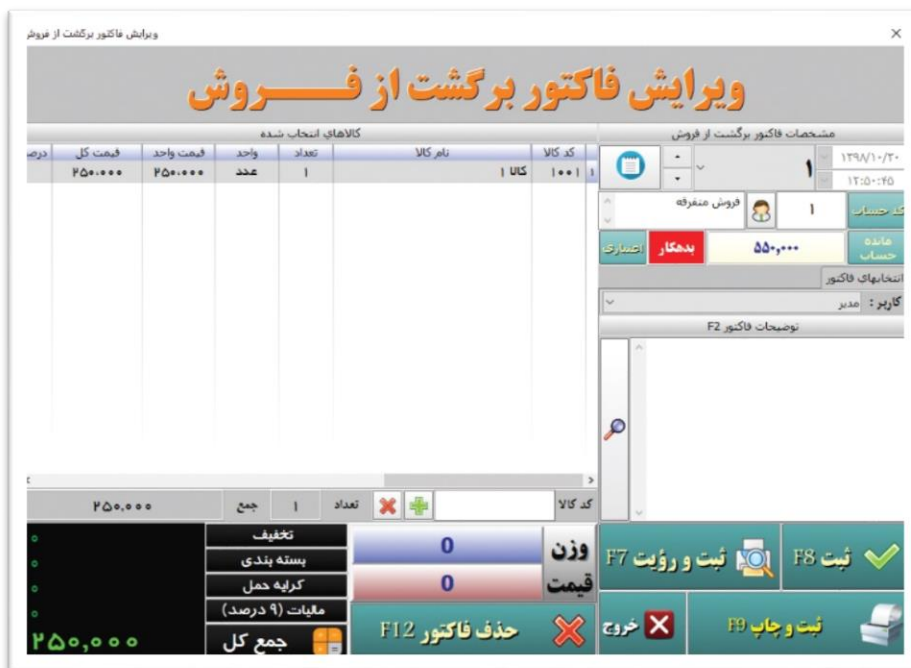 ویرایش فاکتور برگشت از فروش
ویرایش فاکتور برگشت از فـــــروش
مشخصات فاکتور برگشت از فروش
۱۳۹۸/۱۰/۳۰
۱
۱۲:۵۰:۴۵
کد حساب
۱
فروش متفرقه
مانده حساب
۵۵۰,۰۰۰
بدهکار
اعتباری
انتخابهای فاکتور
کاربر : مدیر
توضیحات فاکتور F2
کالاهای انتخاب شده
کد کالا نام کالا تعداد واحد قیمت واحد قیمت کل درصد
۱ ۱۰۰۱ کالا ۱ ۱ عدد ۲۵۰.۰۰۰ ۲۵۰.۰۰۰
کد کالا
تعداد ۱ جمع ۲۵۰.۰۰۰
وزن 0
قیمت 0
تخفیف ۰
بسته بندی ۰
کرایه حمل ۰
مالیات (۹ درصد) ۰
جمع کل ۲۵۰,۰۰۰
حذف فاکتور F12
ثبت F8
ثبت و رؤیت F7
ثبت و چاپ F9
خروج